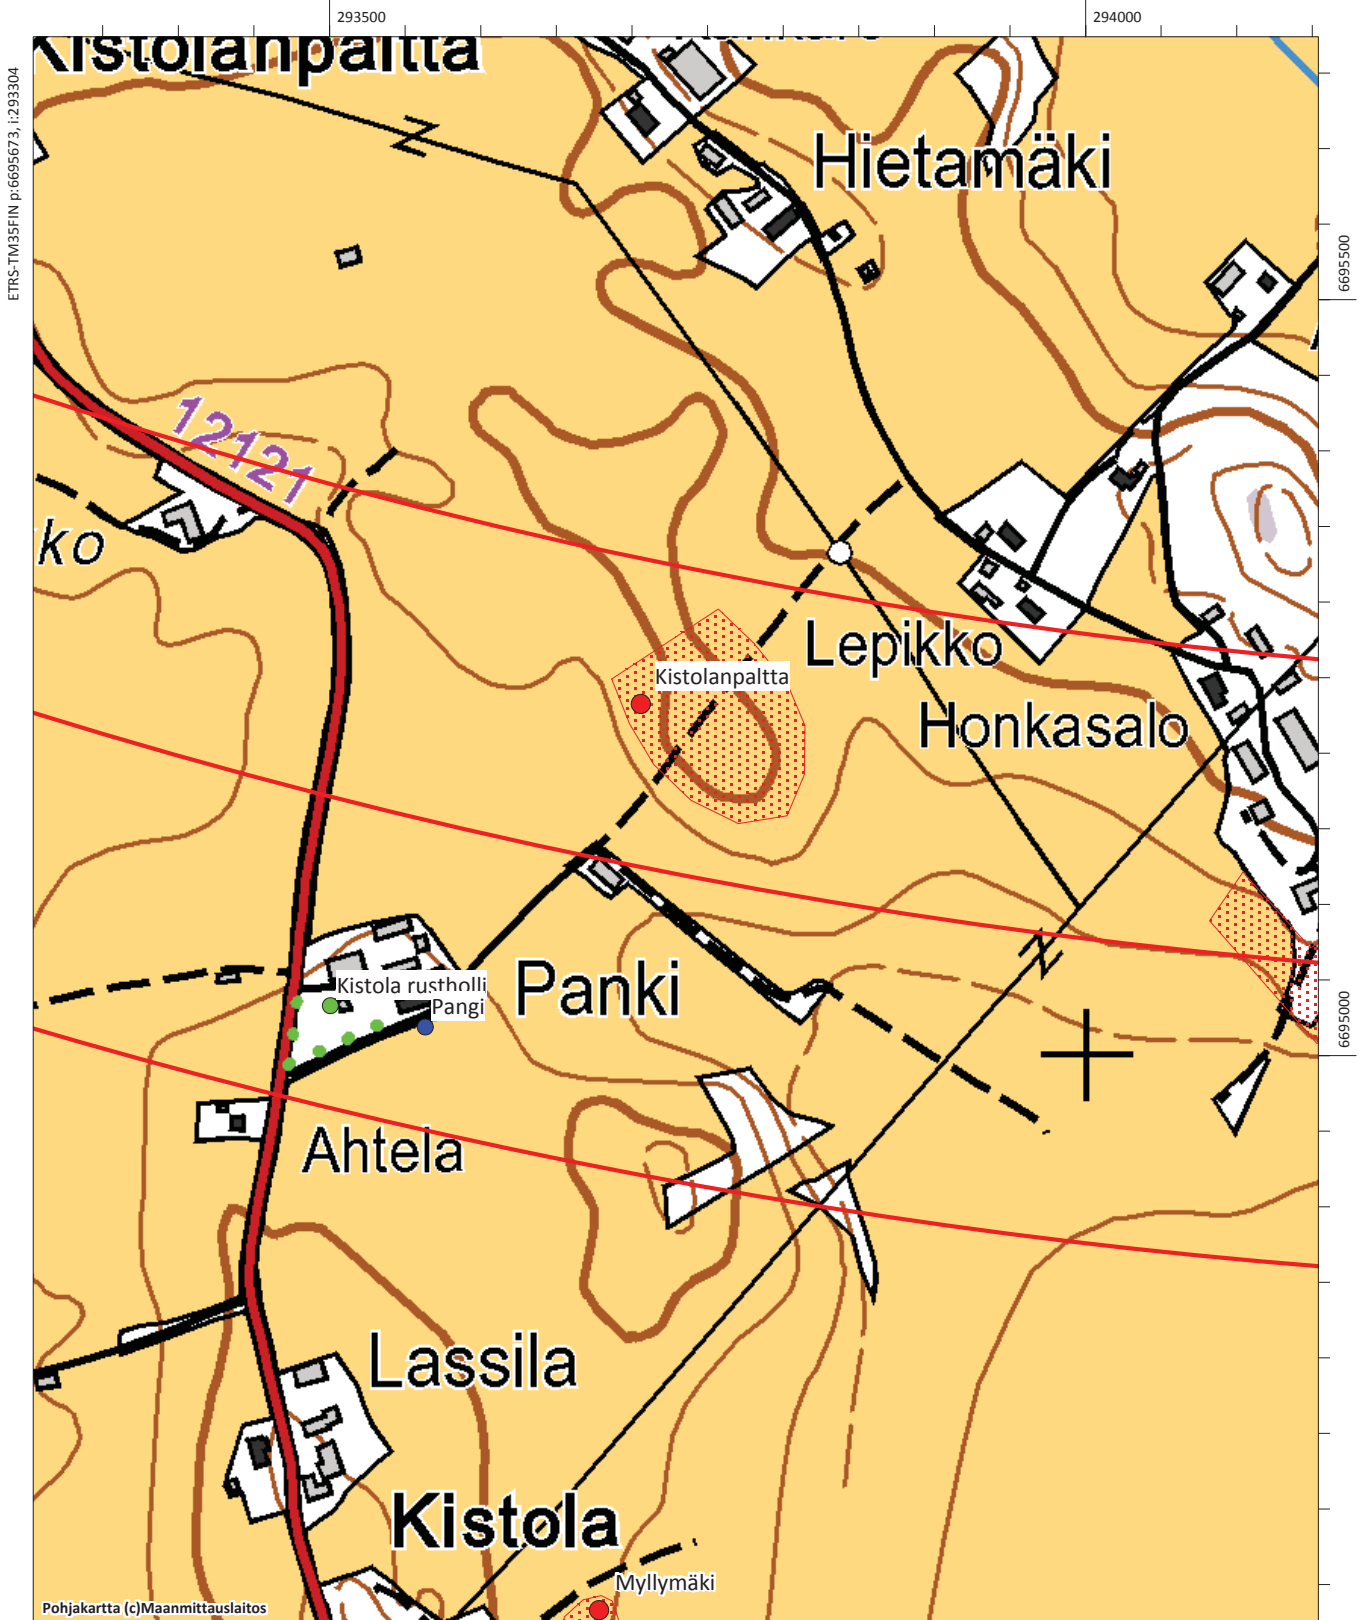 293500
294000
ETRS-TM35FIN p:6695673, i:293304
Kistolanpaltta
Hietamäki
6695500
12121
ko
Lepikko
Kistolanpaltta
Honkasalo
Panki
Kistola rustholli
Pangi
6695000
Ahtela
Lassila
Kistola
Myllymäki
Pohjakartta (c)Maanmittauslaitos